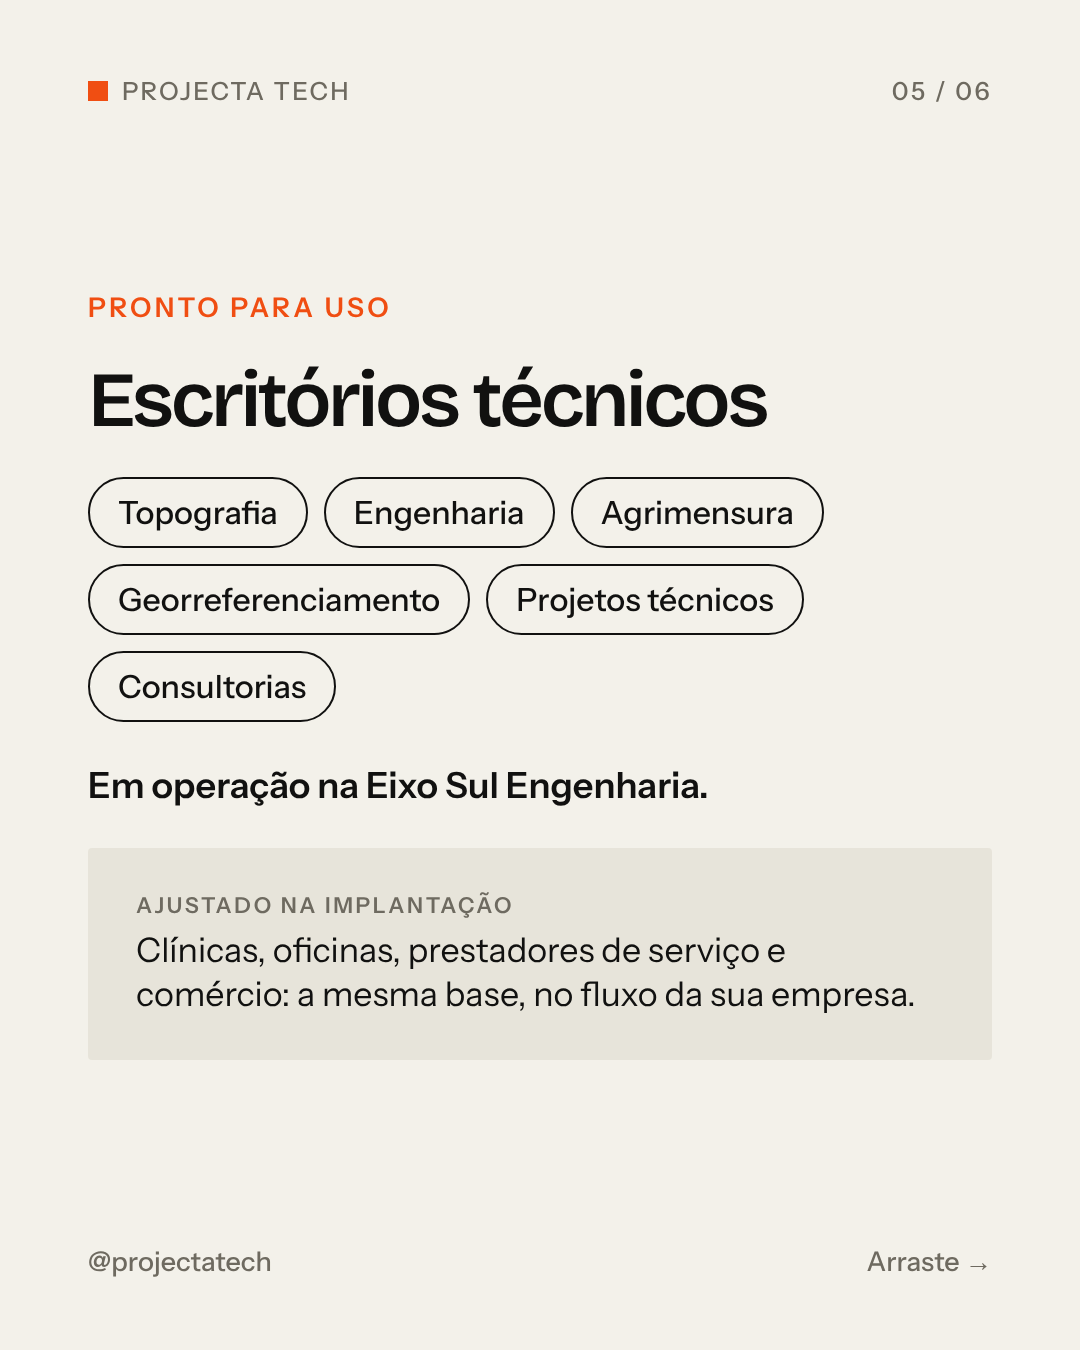 PROJECTA TECH
05 / 06
PRONTO PARA USO
Escritórios técnicos
Topografia Engenharia Agrimensura
Georreferenciamento Projetos técnicos
Consultorias
Em operação na Eixo Sul Engenharia.
AJUSTADO NA IMPLANTAÇÃO
Clínicas, oficinas, prestadores de serviço e
comércio: a mesma base, no fluxo da sua empresa.
@projectatech
Arraste →